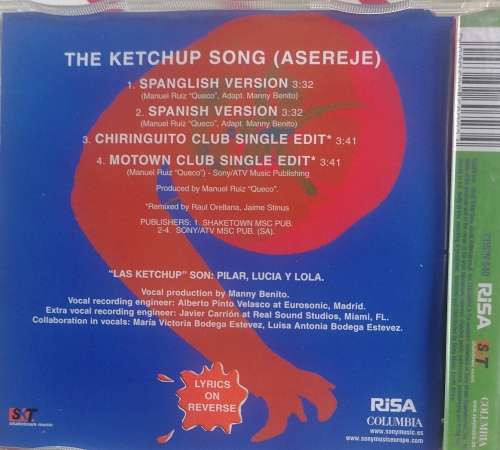 THE KETCHUP SONG (ASEREJE)
1. SPANGLISH VERSION 3:32
(Manuel Ruiz "Queco", Adapt. Manny Benito)
2. SPANISH VERSION 3:32
(Manuel Ruiz "Queco", Adapt. Manny Benito)
3. CHIRINGUITO CLUB SINGLE EDIT* 3:41
4. MOTOWN CLUB SINGLE EDIT* 3:41
(Manuel Ruiz "Queco") - Sony/ATV Music Publishing
Produced by Manuel Ruiz "Queco".
*Remixed by Raul Orellana, Jaime Stinus
PUBLISHERS: 1. SHAKETOWN MSC PUB.
2-4. SONY/ATV MSC PUB. (SA).
"LAS KETCHUP" SON: PILAR, LUCIA Y LOLA.
Vocal production by Manny Benito.
Vocal recording engineer: Alberto Pinto Velasco at Eurosonic, Madrid.
Extra vocal recording engineer: Javier Carrión at Real Sound Studios, Miami, FL.
Collaboration in vocals: María Victoria Bodega Estevez, Luisa Antonia Bodega Estevez.
LYRICS
ON
REVERSE
SKT
shaketown music
RISA
COLUMBIA
www.sonymusic.es
www.sonymusiceurope.com
RISA
SKT
COLUMBIA